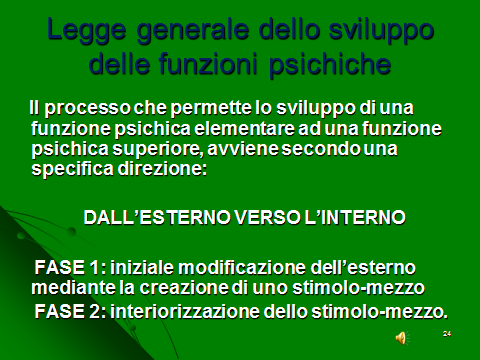 Legge generale dello sviluppo
delle funzioni psichiche
Il processo che permette lo sviluppo di una
funzione psichica elementare ad una funzione
psichica superiore, avviene secondo una
specifica direzione:
DALL'ESTERNO VERSO L'INTERNO
FASE 1: iniziale modificazione dell'esterno
mediante la creazione di uno stimolo-mezzo
FASE 2: interiorizzazione dello stimolo-mezzo.
24